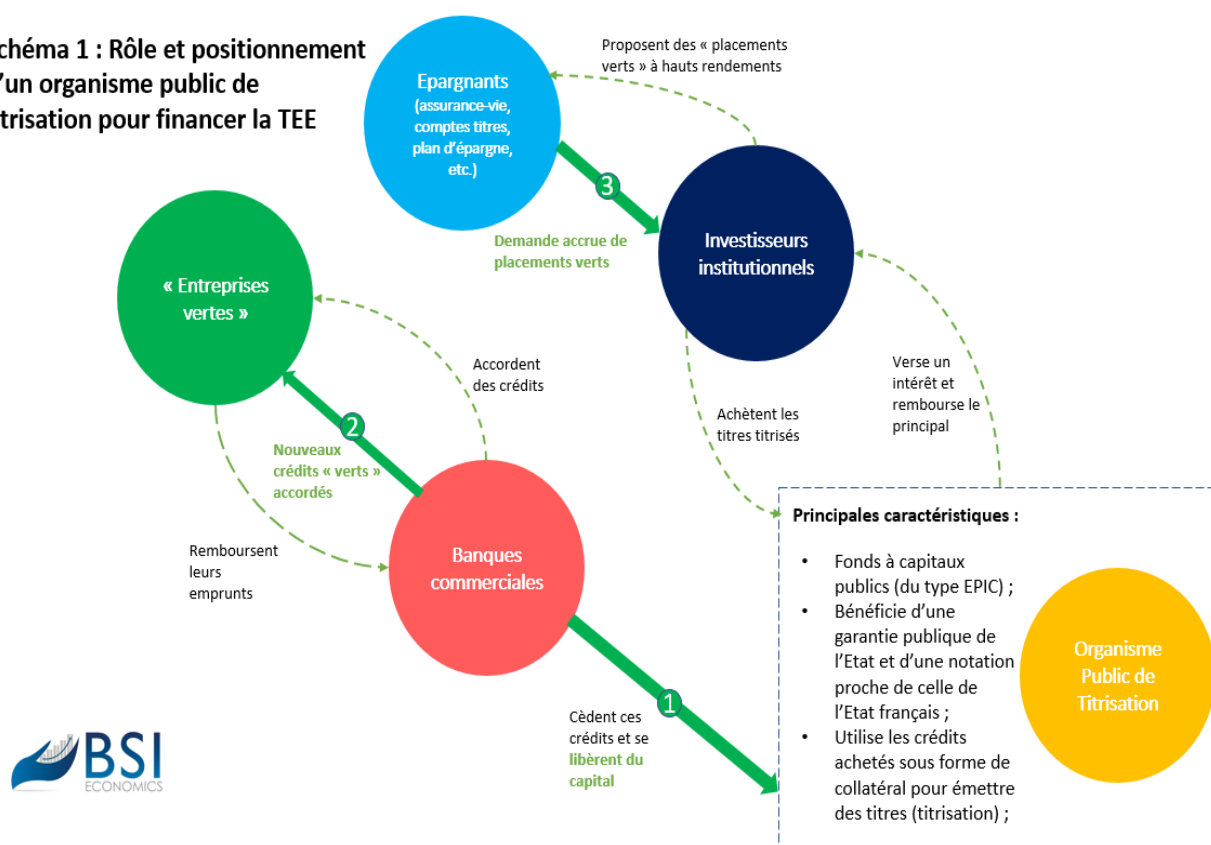 chéma 1 : Rôle et positionnement
'un organisme public de
trisation pour financer la TEE
Epargnants
(assurance-vie,
comptes titres,
plan d'épargne,
etc.)
Proposent des « placements
verts » à hauts rendements
3
Demande accrue de
placements verts
Investisseurs
institutionnels
« Entreprises
vertes »
Accordent
des crédits
Verse un
intérêt et
rembourse le
principal
Achètent les
titres titrisés
2
Nouveaux
crédits « verts »
accordés
Remboursent
leurs
emprunts
Banques
commerciales
1
Cèdent ces
crédits et se
libèrent du
capital
Principales caractéristiques :
• Fonds à capitaux
publics (du type EPIC) ;
• Bénéficie d'une
garantie publique de
l'Etat et d'une notation
proche de celle de
l'Etat français ;
• Utilise les crédits
achetés sous forme de
collatéral pour émettre
des titres (titrisation) ;
Organisme
Public de
Titrisation
BSI
ECONOMICS